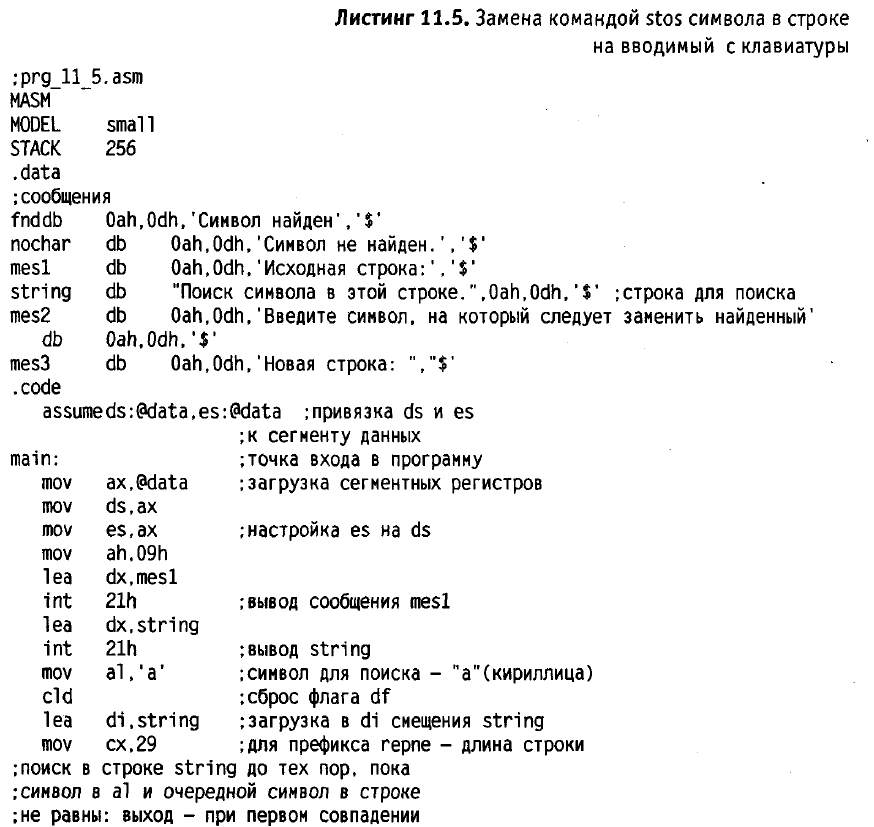 Листинг 11.5. Замена командой stos символа в строке
на вводимый с клавиатуры
;prg_11_5.asm
MASM
MODEL small
STACK 256
.data
;сообщения
fnddb 0ah,0dh,'Символ найден','$'
nochar db 0ah,0dh,'Символ не найден.','$'
mes1 db 0ah,0dh,'Исходная строка:','$'
string db "Поиск символа в этой строке.",0ah,0dh,'$' ;строка для поиска
mes2 db 0ah,0dh,'Введите символ, на который следует заменить найденный'
db 0ah,0dh,'$'
mes3 db 0ah,0dh,'Новая строка: ","$'
.code
assumeds:@data,es:@data ;привязка ds и es
;к сегменту данных
main: ;точка входа в программу
mov ax,@data ;загрузка сегментных регистров
mov ds,ax
mov es,ax ;настройка es на ds
mov ah,09h
lea dx,mes1
int 21h ;вывод сообщения mes1
lea dx,string
int 21h ;вывод string
mov al,'а' ;символ для поиска – "а"(кириллица)
cld ;сброс флага df
lea di,string ;загрузка в di смещения string
mov cx,29 ;для префикса repne – длина строки
;поиск в строке string до тех пор, пока
;символ в al и очередной символ в строке
;не равны: выход – при первом совпадении